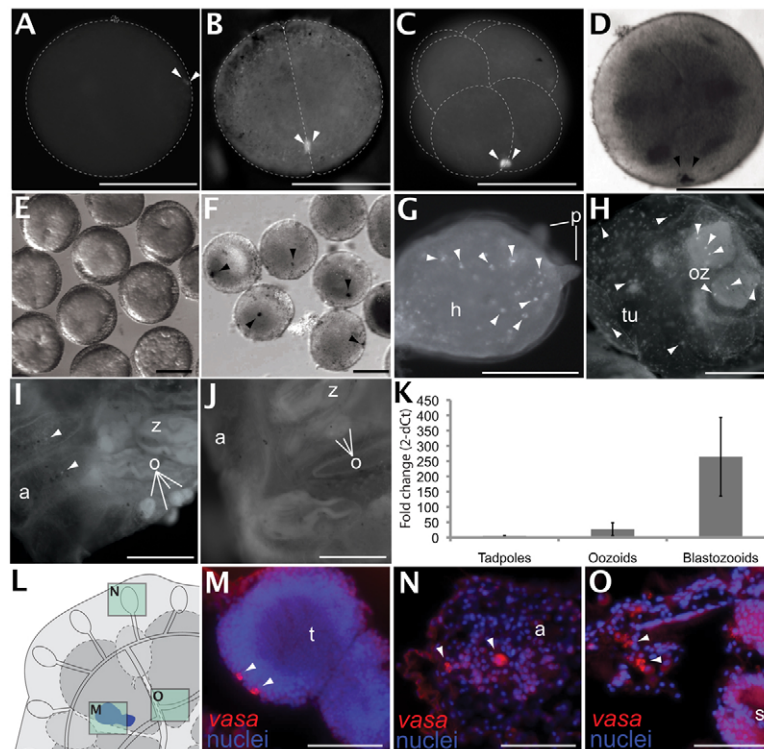 A
B
C
D
E
F
G
p
h
H
oz
tu
I
z
o
a
J
z
a
o
K
Fold change (2-dCt)
450
400
350
300
250
200
150
100
50
0
Tadpoles
Oozoids
Blastozooids
L
N
O
M
M
t
vasa
nuclei
N
a
vasa
nuclei
O
s
vasa
nuclei